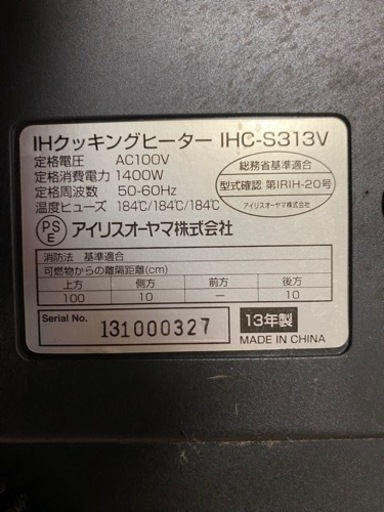 IHクッキングヒーター IHC-S313V
定格電圧 AC100V
定格消費電力 1400W
定格周波数 50-60Hz
温度ヒューズ 184℃/184℃/184℃
総務省基準適合
型式確認 第IRIH-20号
アイリスオーヤマ株式会社
PS
E
アイリスオーヤマ株式会社
消防法 基準適合
可燃物からの離隔距離(cm)
上方 側方 前方 後方
100 10 — 10
Serial No. 131000327
13年製
MADE IN CHINA